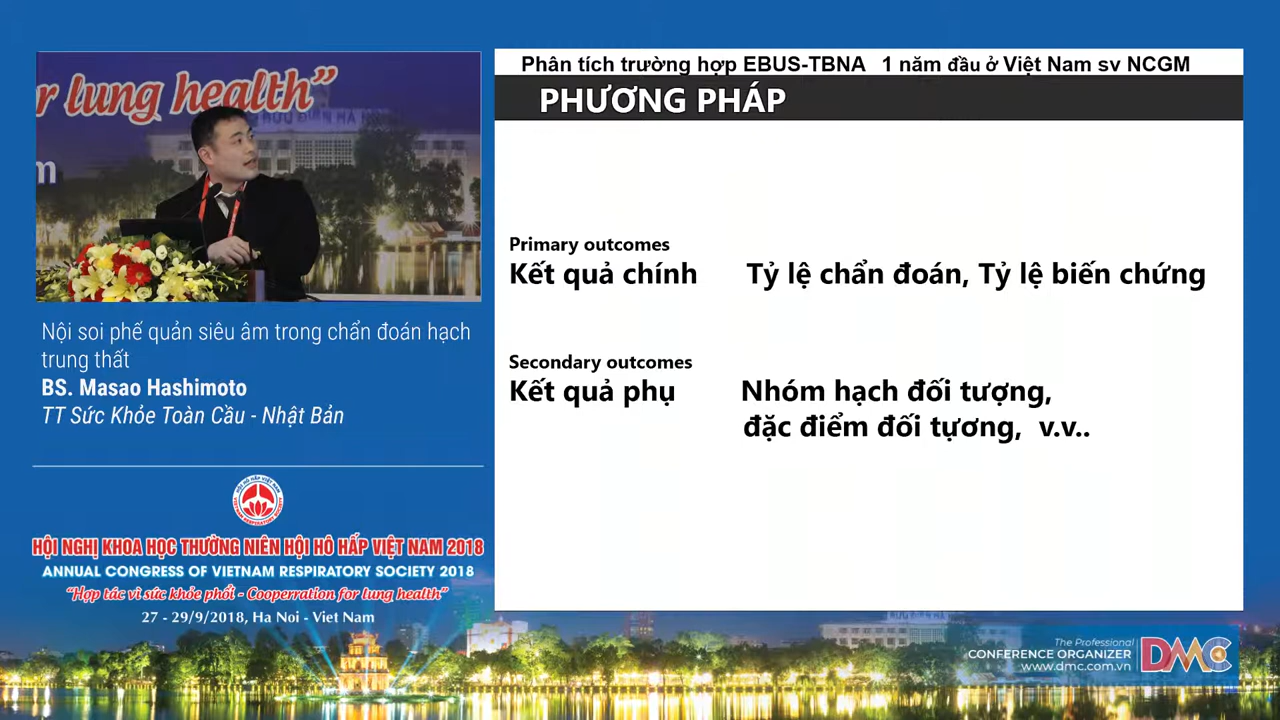 r lung health”
m
Nội soi phế quản siêu âm trong chẩn đoán hạch
trung thất
BS. Masao Hashimoto
TT Sức Khỏe Toàn Cầu - Nhật Bản
HỘI NGHỊ KHOA HỌC THƯỜNG NIÊN HỘI HÔ HẤP VIỆT NAM 2018
ANNUAL CONGRESS OF VIETNAM RESPIRATORY SOCIETY 2018
“Hợp tác vì sức khỏe phổi - Cooperration for lung health”
27 - 29/9/2018, Ha Noi - Viet Nam
Phân tích trường hợp EBUS-TBNA 1 năm đầu ở Việt Nam sv NCGM
PHƯƠNG PHÁP
Primary outcomes
Kết quả chính Tỷ lệ chẩn đoán, Tỷ lệ biến chứng
Secondary outcomes
Kết quả phụ Nhóm hạch đối tượng,
đặc điểm đối tựơng, v.v..
The Professional
CONFERENCE ORGANIZER
www.dmc.com.vn
DMC